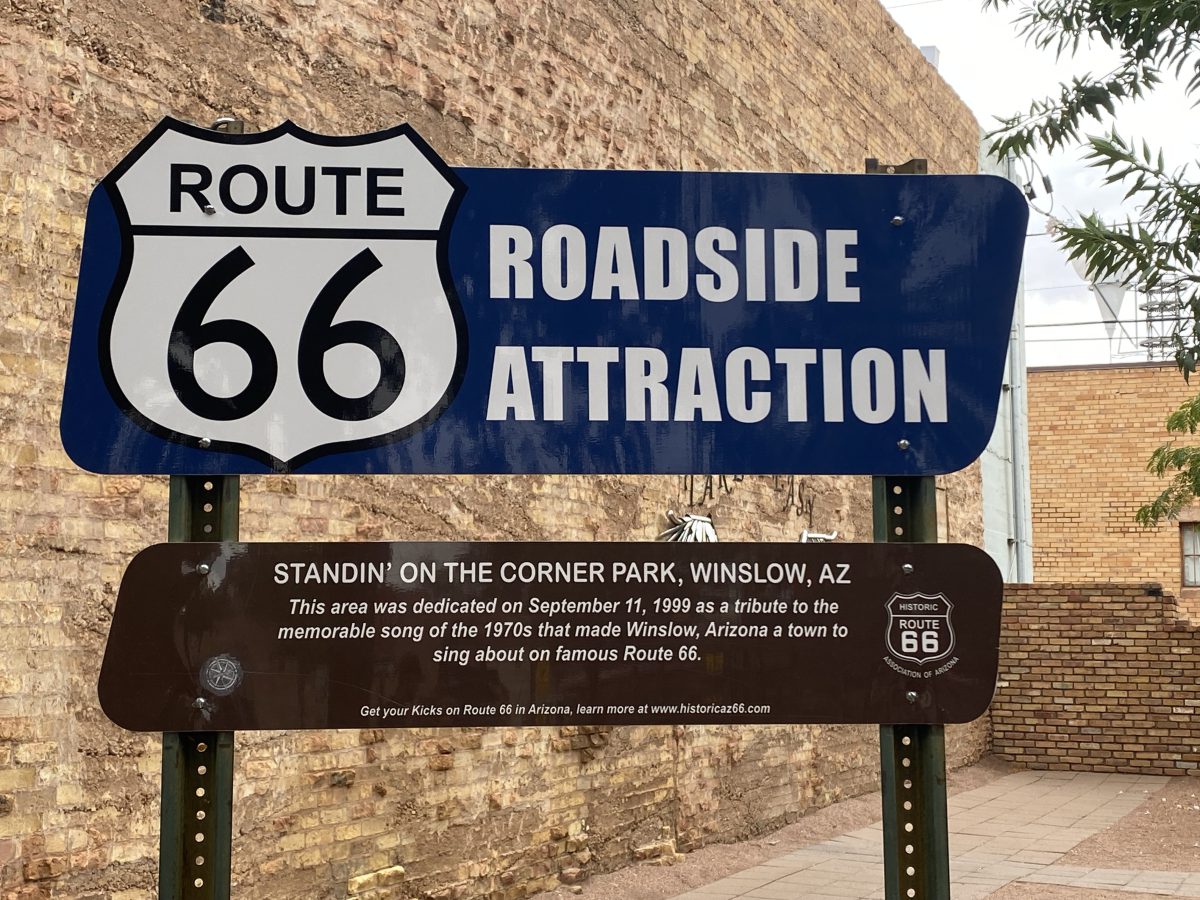 ROUTE
66
ROADSIDE
ATTRACTION
STANDIN' ON THE CORNER PARK, WINSLOW, AZ
This area was dedicated on September 11, 1999 as a tribute to the
memorable song of the 1970s that made Winslow, Arizona a town to
sing about on famous Route 66.
Get your Kicks on Route 66 in Arizona, learn more at www.historicaz66.com
HISTORIC
ROUTE
66
ASSOCIATION OF ARIZONA